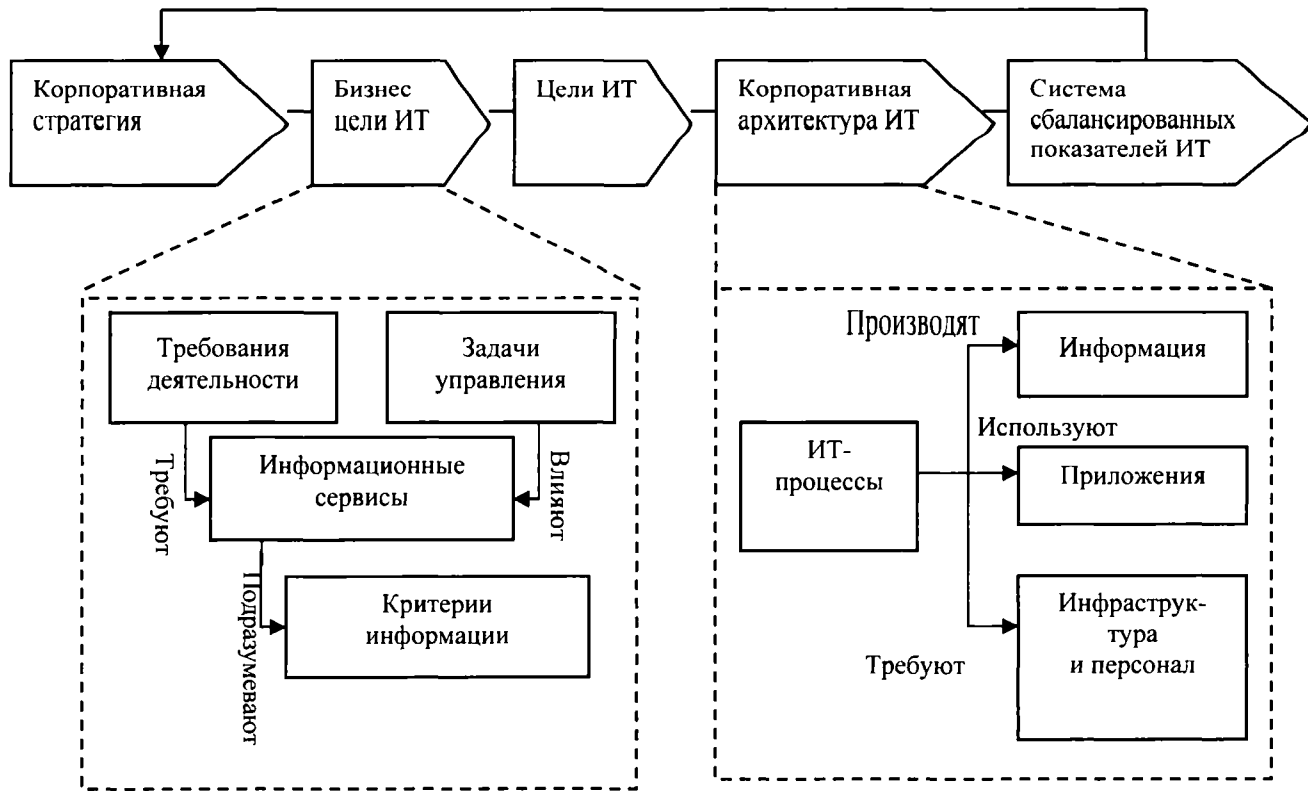 Корпоративная
стратегия
Бизнес
цели ИТ
Цели ИТ
Корпоративная
архитектура ИТ
Система
сбалансированных
показателей ИТ
Требования
деятельности
Задачи
управления
Требуют
Информационные
сервисы
Влияют
Подразумевают
Критерии
информации
Производят
Информация
ИТ-
процессы
Используют
Приложения
Требуют
Инфраструк-
тура
и персонал